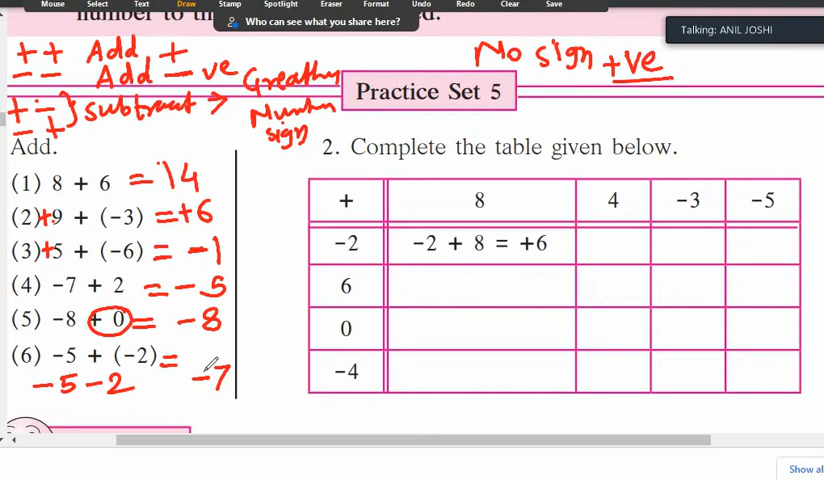 number to the
Mouse Select Text Draw Stamp Spotlight Eraser Format Undo Redo Clear Save
Who can see what you share here?
Talking: ANIL JOSHI
+ + Add +
− − Add − ve
+ − } subtract → Greather
− + Number
sign
No sign +ve
Practice Set 5
Add.
(1) 8 + 6 = 14
(2) +9 + (-3) = +6
(3) +5 + (-6) = -1
(4) -7 + 2 = -5
(5) -8 + 0 = -8
(6) -5 + (-2) = -7
-5 -2
2. Complete the table given below.
+ 8 4 -3 -5
-2 -2 + 8 = +6
6
0
-4
Show al